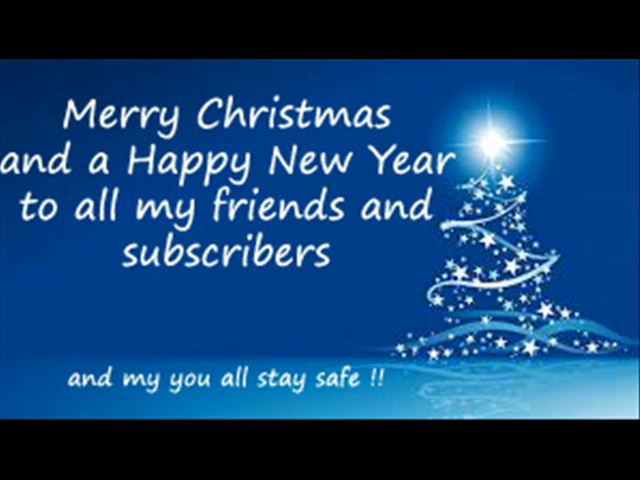 Merry Christmas
and a Happy New Year
to all my friends and
subscribers
and my you all stay safe !!